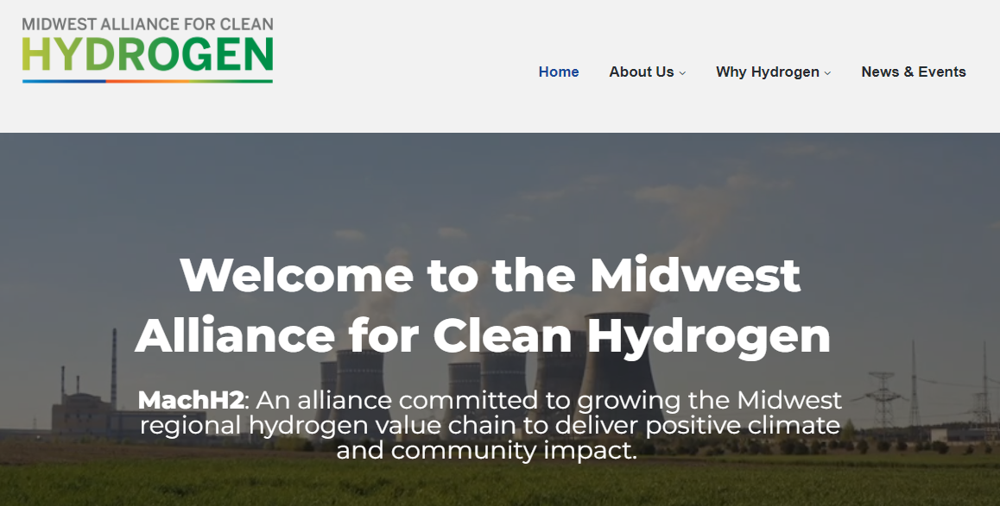 MIDWEST ALLIANCE FOR CLEAN
HYDROGEN
Home About Us Why Hydrogen News & Events
Welcome to the Midwest
Alliance for Clean Hydrogen
MachH2: An alliance committed to growing the Midwest
regional hydrogen value chain to deliver positive climate
and community impact.